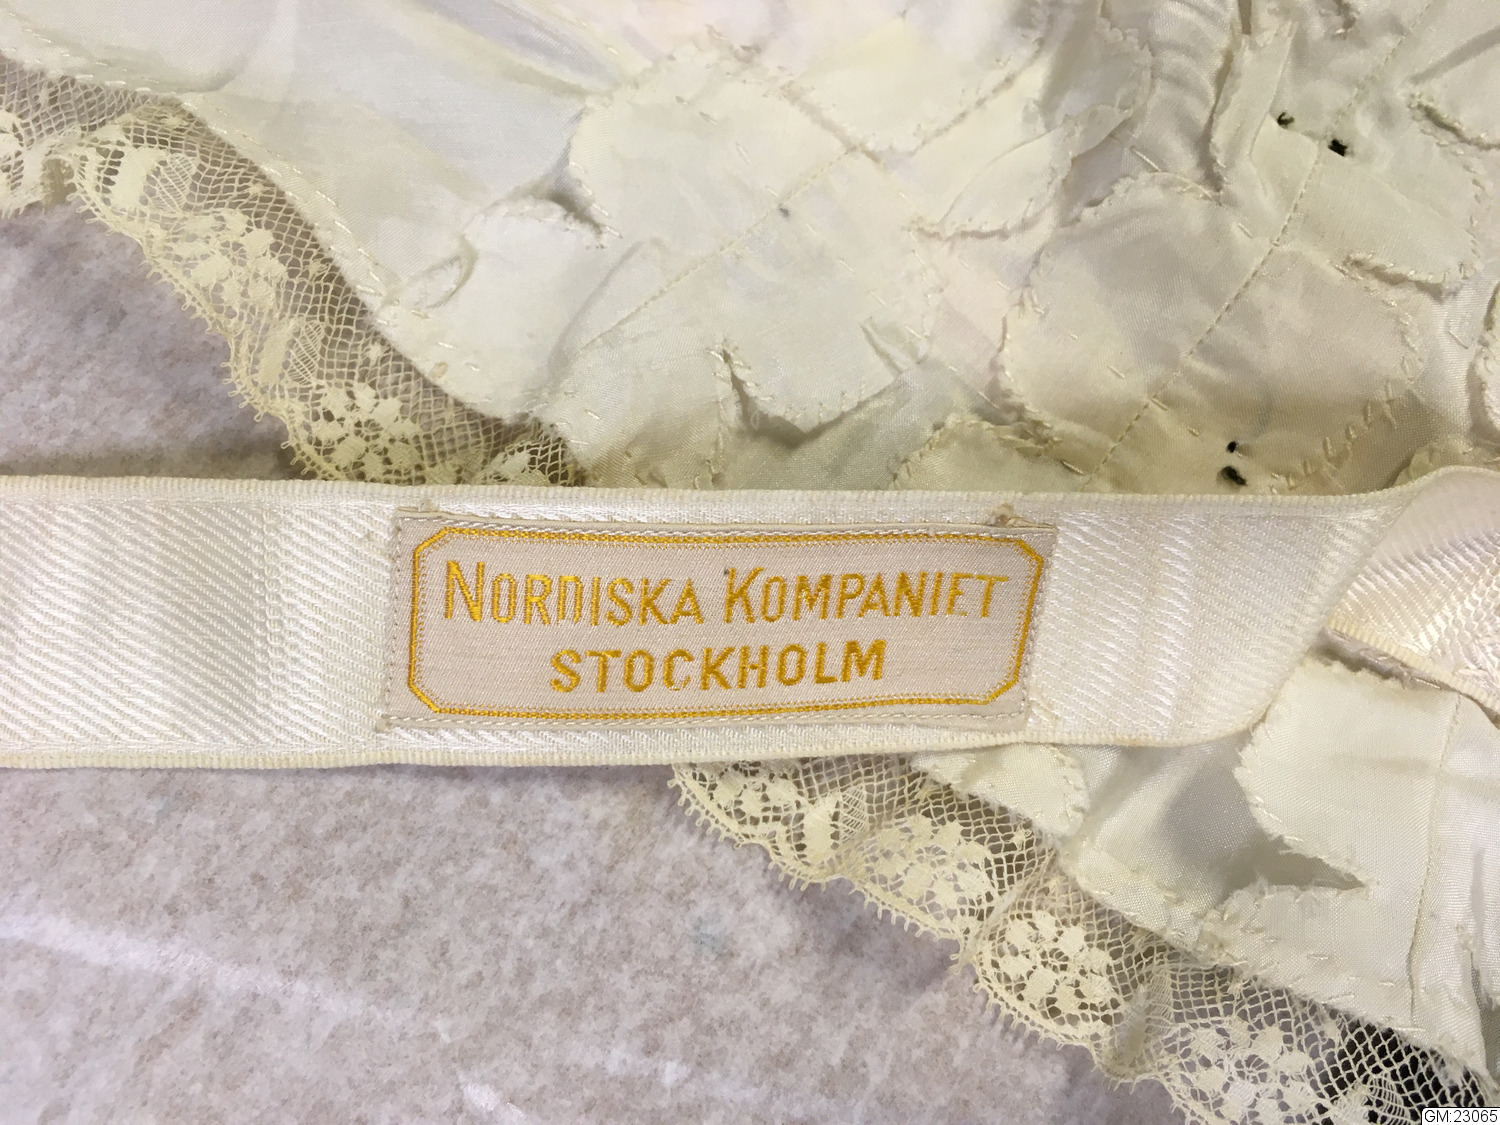 NORDISKA KOMPANIET
STOCKHOLM
GM:23065